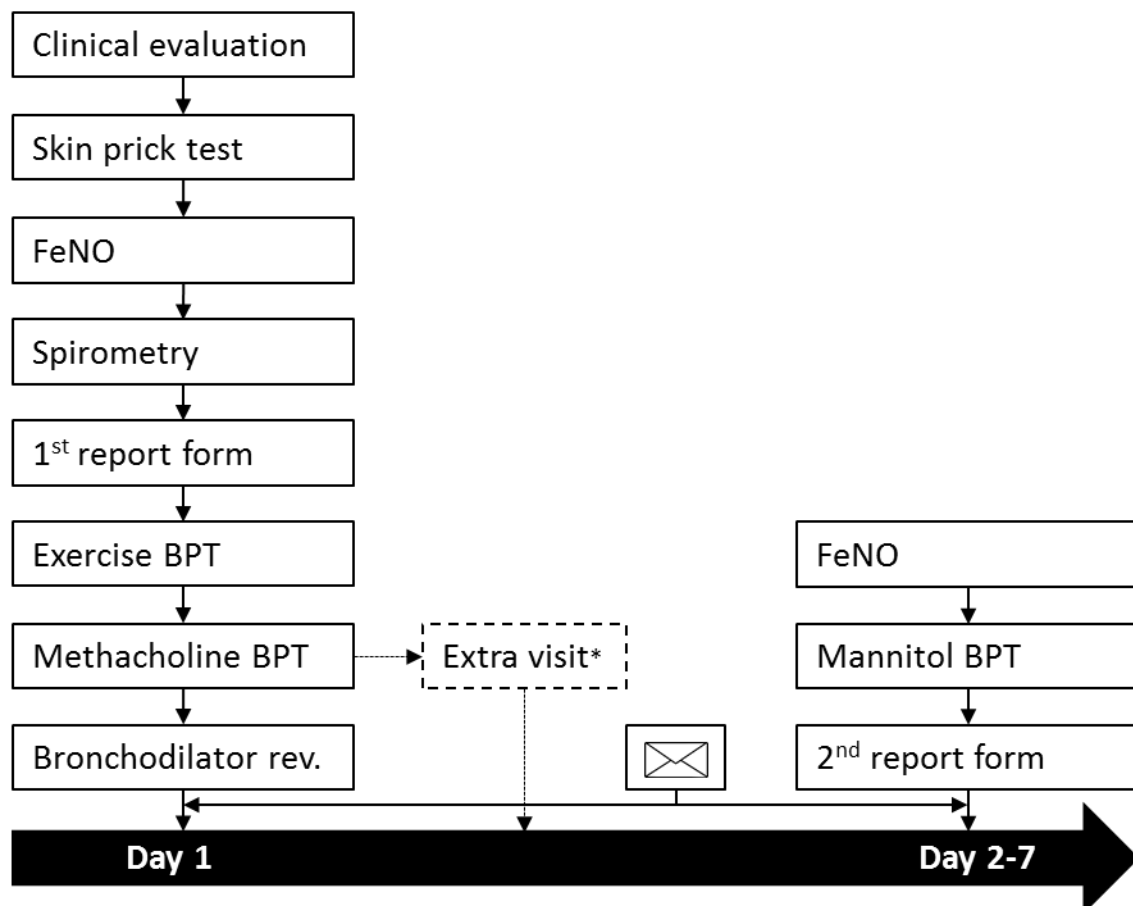 Clinical evaluation
Skin prick test
FeNO
Spirometry
1st report form
Exercise BPT
Methacholine BPT
Bronchodilator rev.
Extra visit*
FeNO
Mannitol BPT
2nd report form
Day 1
Day 2-7